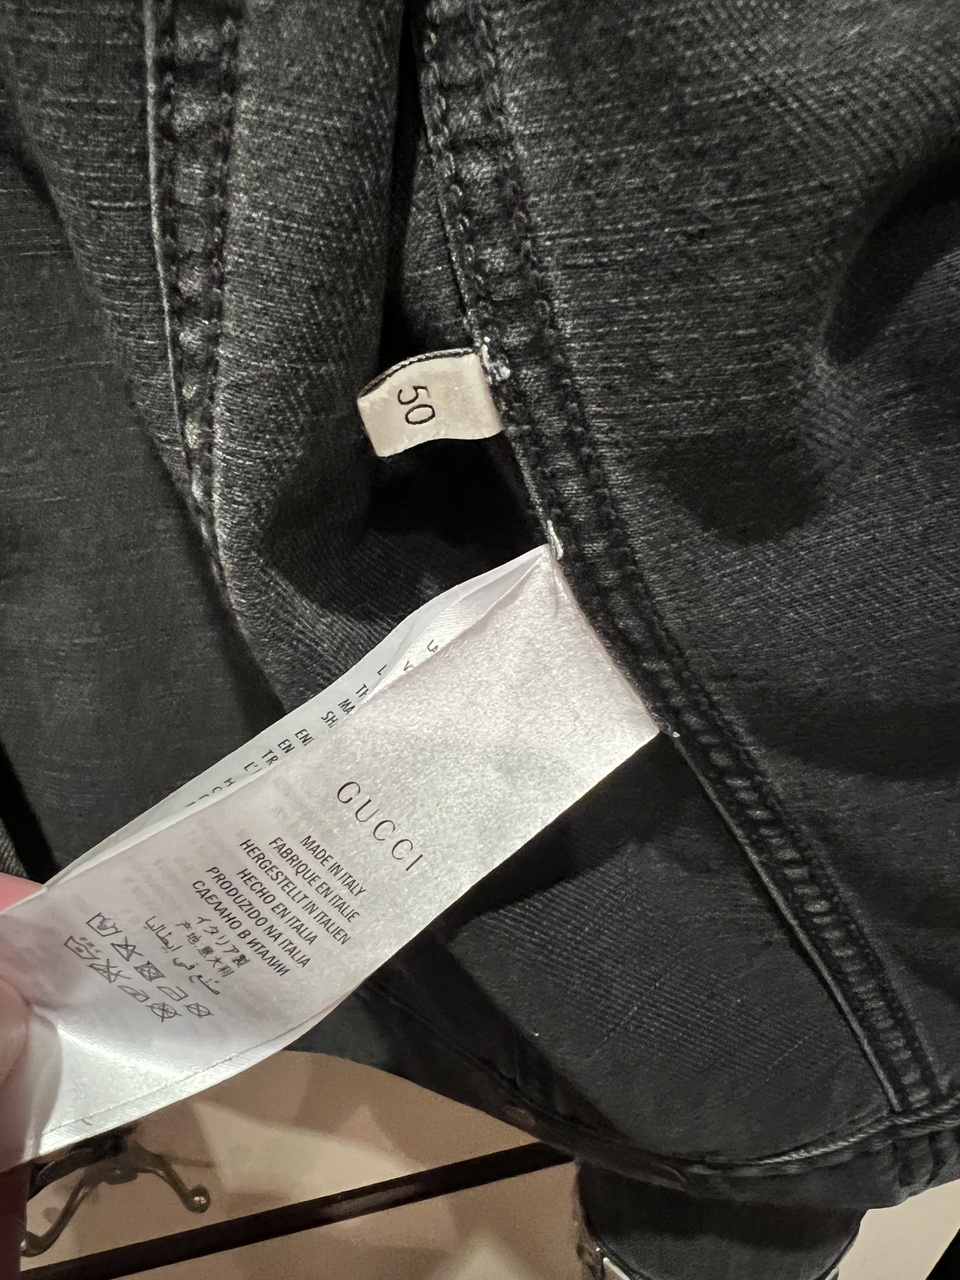 50
GUCCI
MADE IN ITALY
FABRIQUE EN ITALIE
HERGESTELLT IN ITALIEN
HECHO EN ITALIA
PRODUZIDO NA ITALIA
СДЕЛАНО В ИТАЛИИ
イタリア製
产地意大利
صنع في إيطاليا